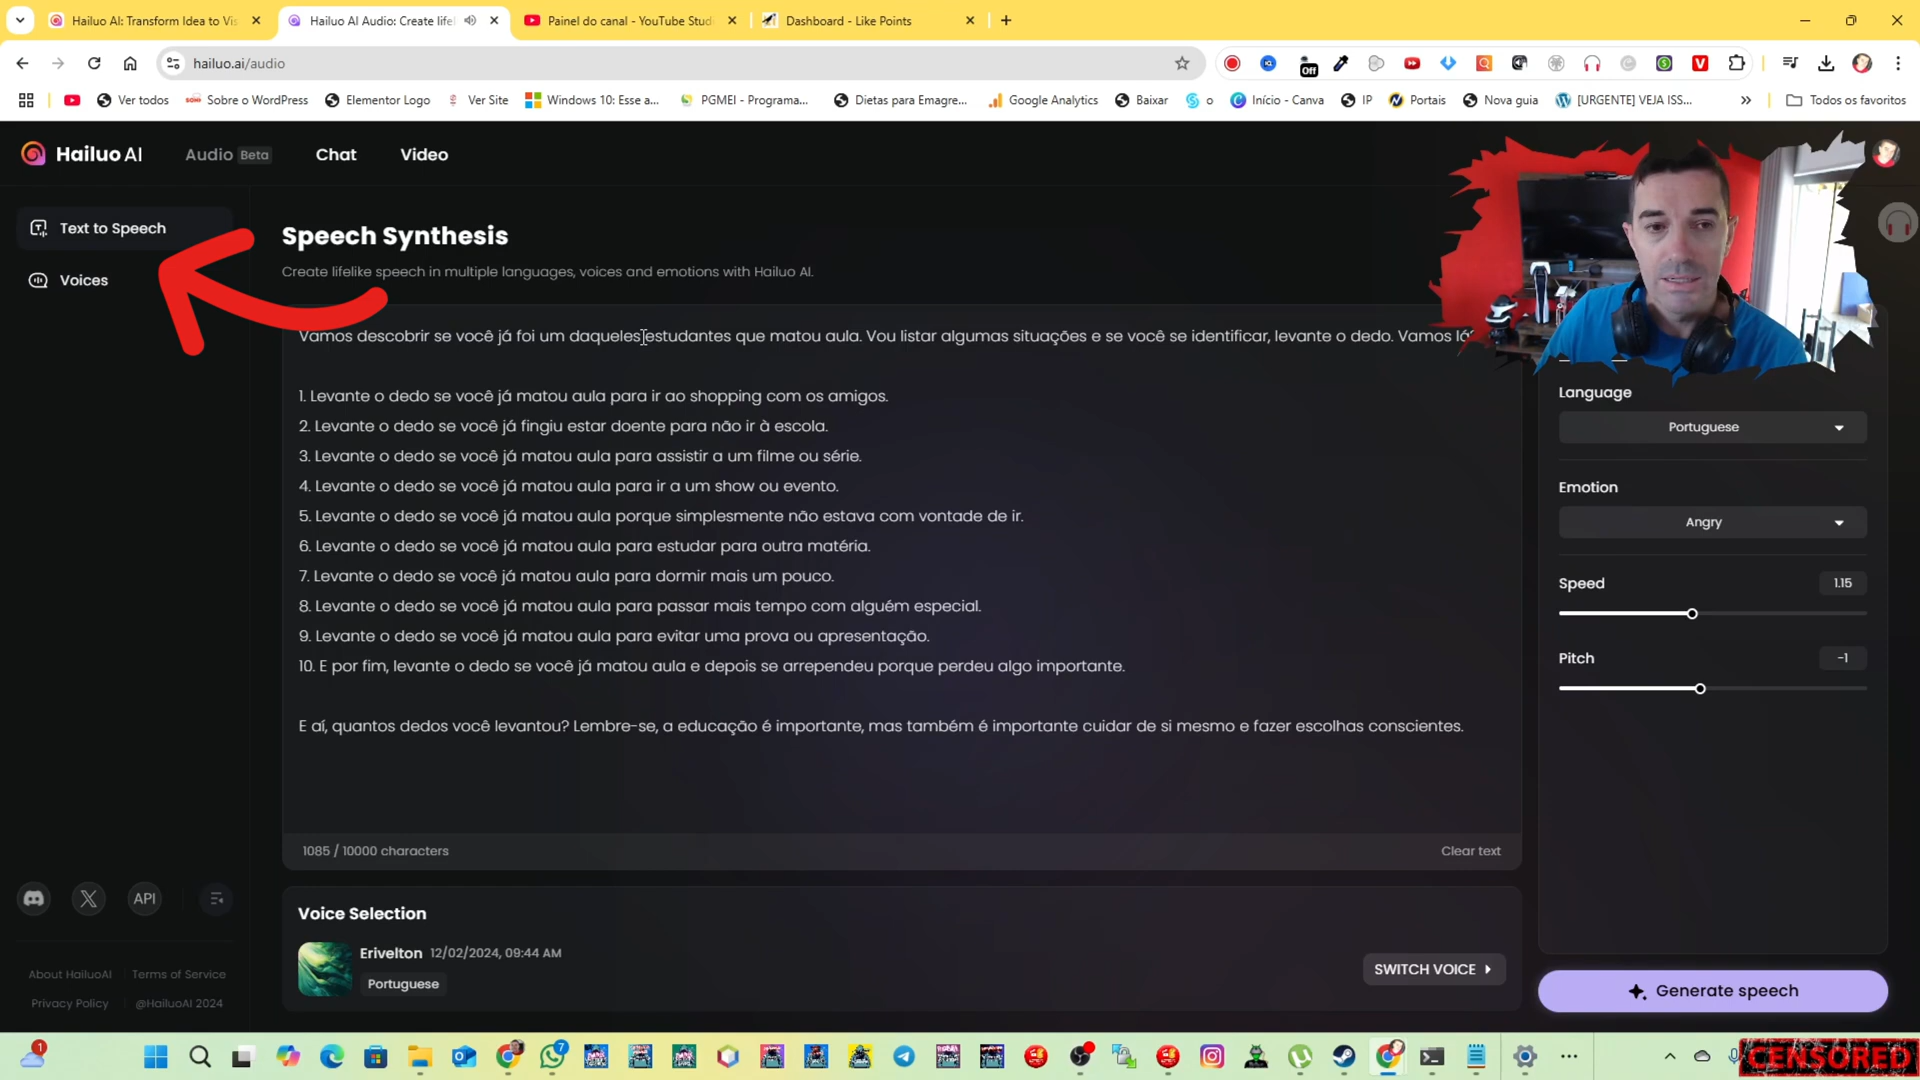 Hailuo AI: Transform Idea to Vis
Hailuo AI Audio: Create lifel
Painel do canal - YouTube Stud
Dashboard - Like Points
hailuo.ai/audio
Off
Ver todos
Sobre o WordPress
Elementor Logo
Ver Site
Windows 10: Esse a...
PGMEI - Programa...
Dietas para Emagre...
Google Analytics
Baixar
o
Início - Canva
IP
Portais
Nova guia
[URGENTE] VEJA ISS...
Todos os favoritos
Hailuo AI
Audio Beta
Chat
Video
Text to Speech
Voices
Speech Synthesis
Create lifelike speech in multiple languages, voices and emotions with Hailuo AI.
Vamos descobrir se você já foi um daqueles estudantes que matou aula. Vou listar algumas situações e se você se identificar, levante o dedo. Vamos lá?
1. Levante o dedo se você já matou aula para ir ao shopping com os amigos.
2. Levante o dedo se você já fingiu estar doente para não ir à escola.
3. Levante o dedo se você já matou aula para assistir a um filme ou série.
4. Levante o dedo se você já matou aula para ir a um show ou evento.
5. Levante o dedo se você já matou aula porque simplesmente não estava com vontade de ir.
6. Levante o dedo se você já matou aula para estudar para outra matéria.
7. Levante o dedo se você já matou aula para dormir mais um pouco.
8. Levante o dedo se você já matou aula para passar mais tempo com alguém especial.
9. Levante o dedo se você já matou aula para evitar uma prova ou apresentação.
10. E por fim, levante o dedo se você já matou aula e depois se arrependeu porque perdeu algo importante.
E aí, quantos dedos você levantou? Lembre-se, a educação é importante, mas também é importante cuidar de si mesmo e fazer escolhas conscientes.
1085 / 10000 characters
Clear text
Language
Portuguese
Emotion
Angry
Speed
1.15
Pitch
-1
Voice Selection
Erivelton 12/02/2024, 09:44 AM
Portuguese
SWITCH VOICE
Generate speech
API
About HailuoAI
Terms of Service
Privacy Policy
@HailuoAI 2024
1
7
CENSORED